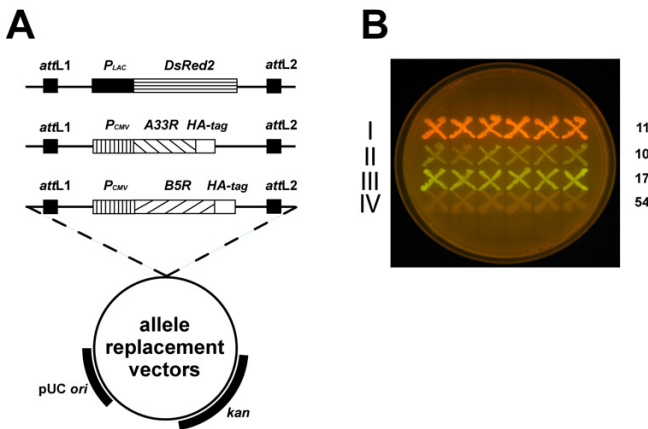 A
attL1 PLAC DsRed2 attL2
attL1 PCMV A33R HA-tag attL2
attL1 PCMV B5R HA-tag attL2
allele
replacement
vectors
pUC ori
kan
B
I 11
II 10
III 17
IV 54